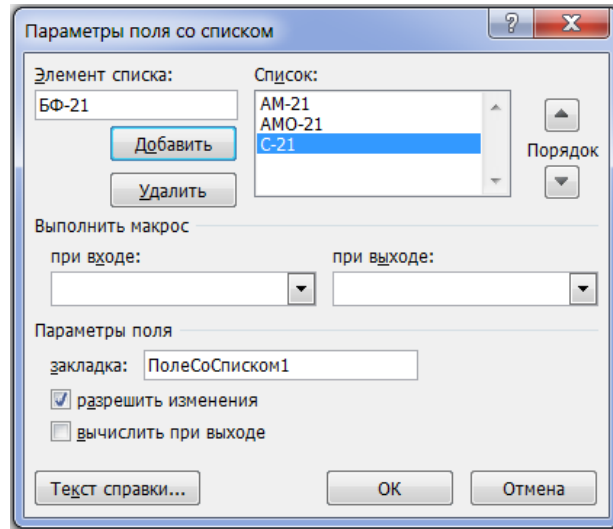 Параметры поля со списком
Элемент списка: Список:
БФ-21
АМ-21
АМО-21
С-21
Добавить
Удалить
Порядок
Выполнить макрос
при входе: при выходе:
Параметры поля
закладка: ПолеСоСписком1
разрешить изменения
вычислить при выходе
Текст справки... ОК Отмена